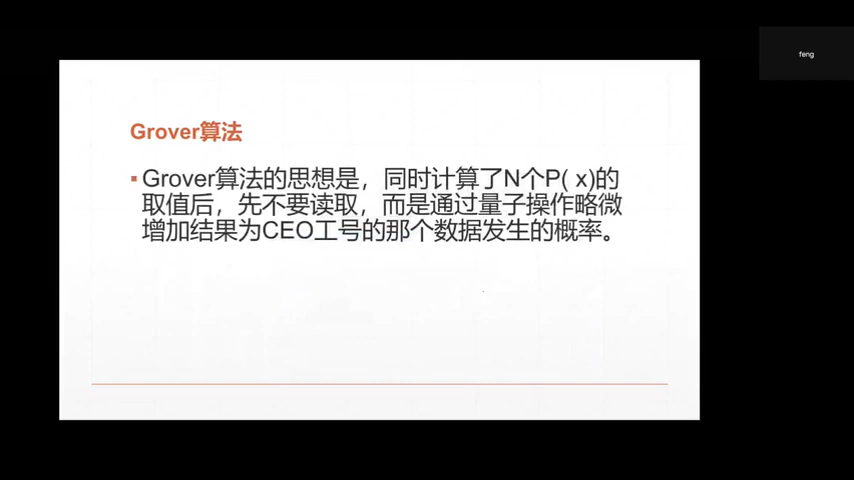 feng
Grover算法
Grover算法的思想是，同时计算了N个P( x)的
取值后，先不要读取，而是通过量子操作略微
增加结果为CEO工号的那个数据发生的概率。